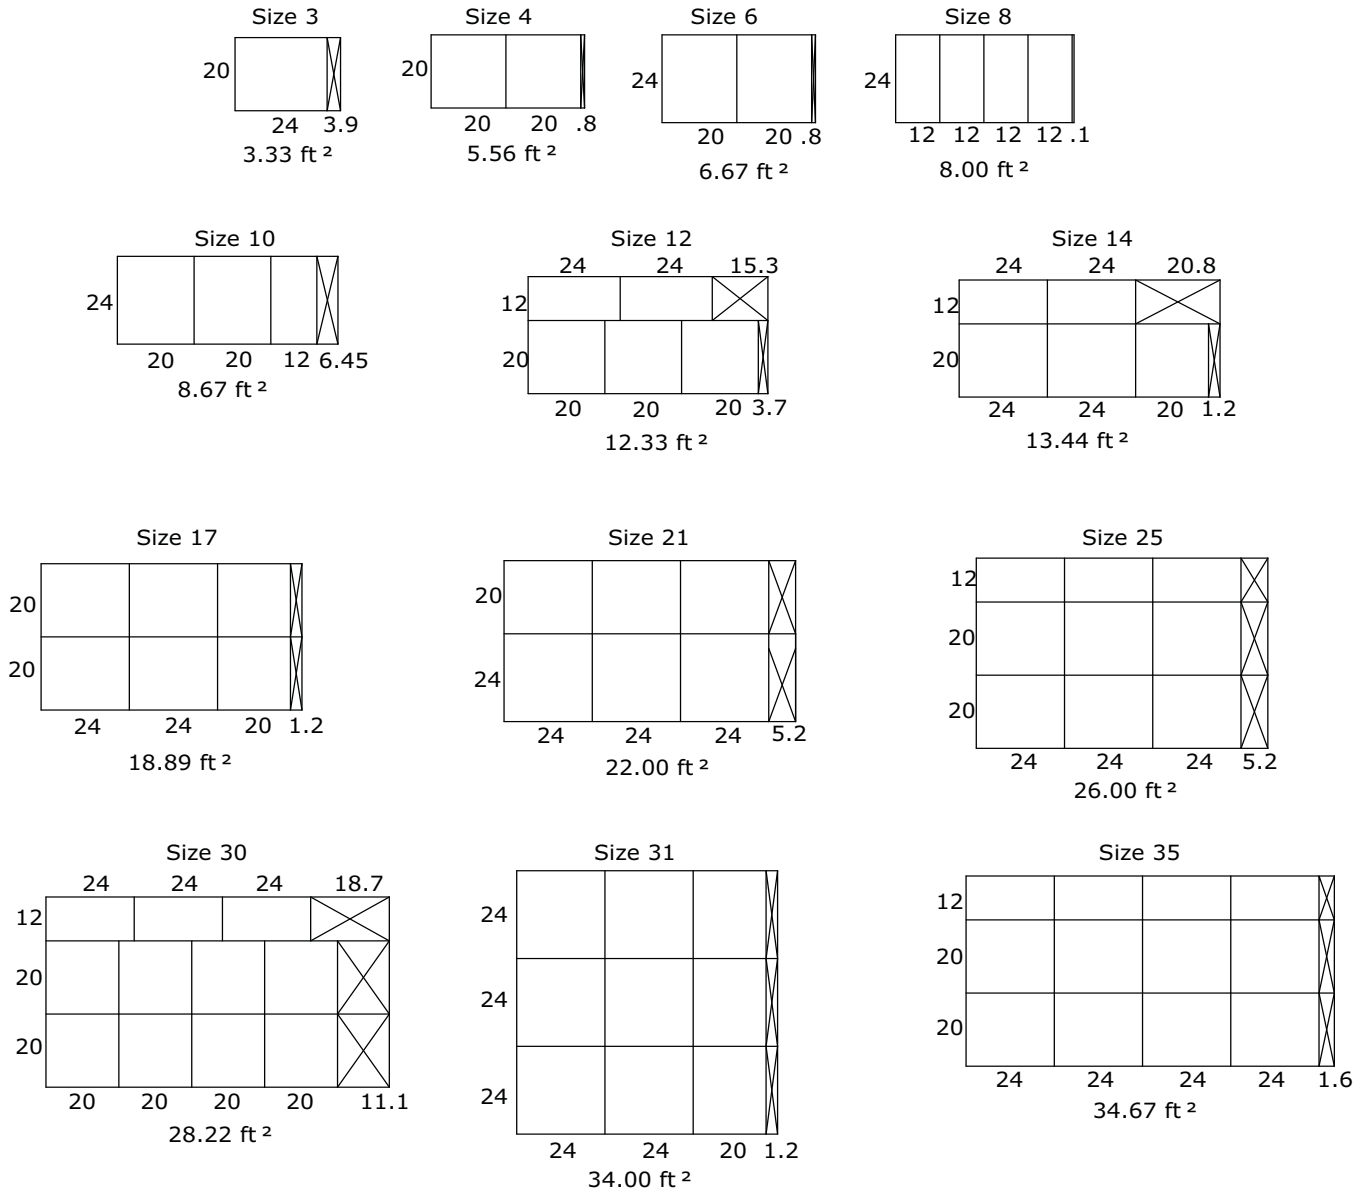 Size 3
20
24 3.9
3.33 ft ²
Size 4
20
20 20 .8
5.56 ft ²
Size 6
24
20 20 .8
6.67 ft ²
Size 8
24
12 12 12 12 .1
8.00 ft ²
Size 10
24
20 20 12 6.45
8.67 ft ²
Size 12
24 24 15.3
12
20
20 20 20 3.7
12.33 ft ²
Size 14
24 24 20.8
12
20
24 24 20 1.2
13.44 ft ²
Size 17
20
20
24 24 20 1.2
18.89 ft ²
Size 21
20
24
24 24 24 5.2
22.00 ft ²
Size 25
12
20
20
24 24 24 5.2
26.00 ft ²
Size 30
24 24 24 18.7
12
20
20
20 20 20 20 11.1
28.22 ft ²
Size 31
24
24
24
24 24 20 1.2
34.00 ft ²
Size 35
12
20
20
24 24 24 24 1.6
34.67 ft ²